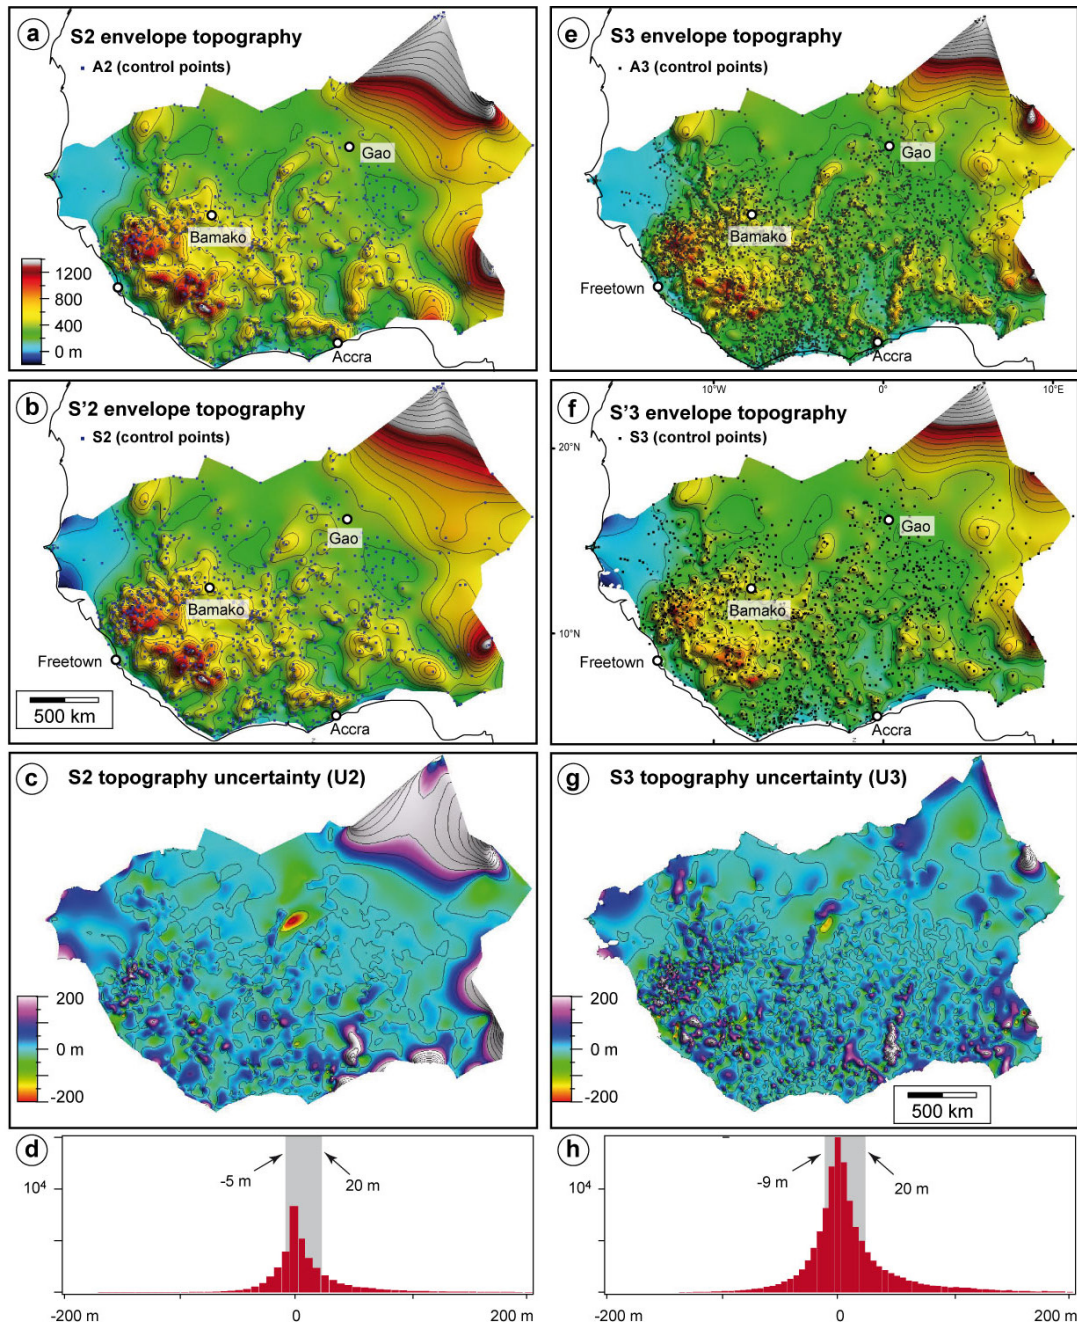 a
S2 envelope topography
A2 (control points)
Gao
Bamako
1200
800
400
0 m
Accra
e
S3 envelope topography
A3 (control points)
Gao
Bamako
Freetown
Accra
b
S'2 envelope topography
S2 (control points)
Gao
Bamako
Freetown
500 km
Accra
f
10°W
0°
10°E
S'3 envelope topography
S3 (control points)
20°N
Gao
Bamako
10°N
Freetown
Accra
c
S2 topography uncertainty (U2)
200
0 m
-200
g
S3 topography uncertainty (U3)
200
0 m
-200
500 km
d
10⁴
-5 m
20 m
-200 m
0
200 m
h
10⁴
-9 m
20 m
-200 m
0
200 m